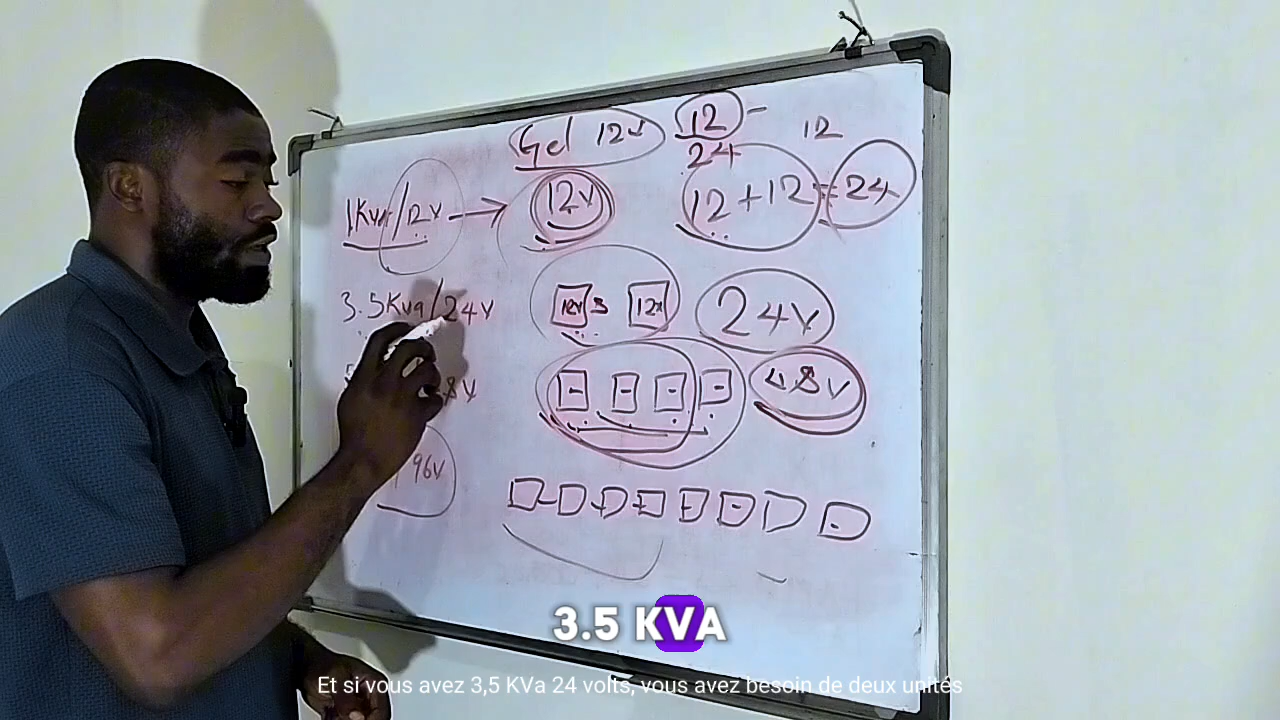 Gel 12v
12 -
24
12
1Kva/12v → 12v
12+12=24
3.5Kva/24v
12v s 12v
24v
8v
48v
/96v
3.5 KVA
Et si vous avez 3,5 KVa 24 volts, vous avez besoin de deux unités